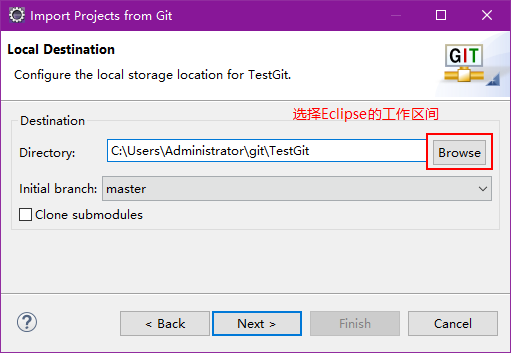 Import Projects from Git
Local Destination
Configure the local storage location for TestGit.
GIT
选择Eclipse的工作区间
Destination
Directory: C:\Users\Administrator\git\TestGit Browse
Initial branch: master
Clone submodules
? < Back Next > Finish Cancel